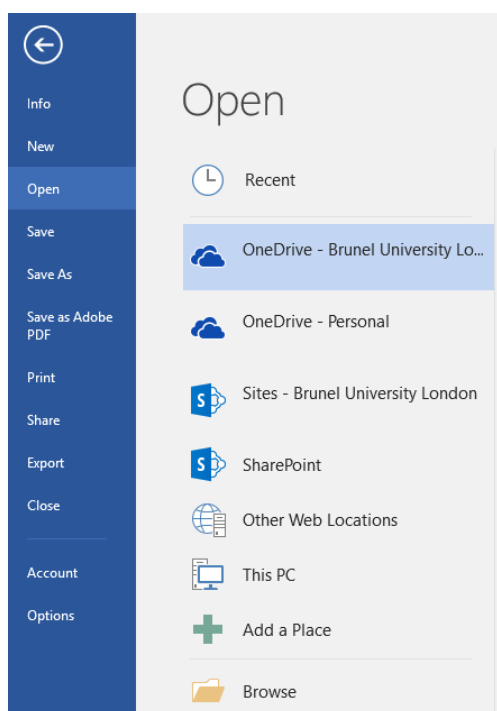 Info
New
Open
Save
Save As
Save as Adobe
PDF
Print
Share
Export
Close
Account
Options
Open
Recent
OneDrive - Brunel University Lo...
OneDrive - Personal
S
Sites - Brunel University London
S
SharePoint
Other Web Locations
This PC
Add a Place
Browse